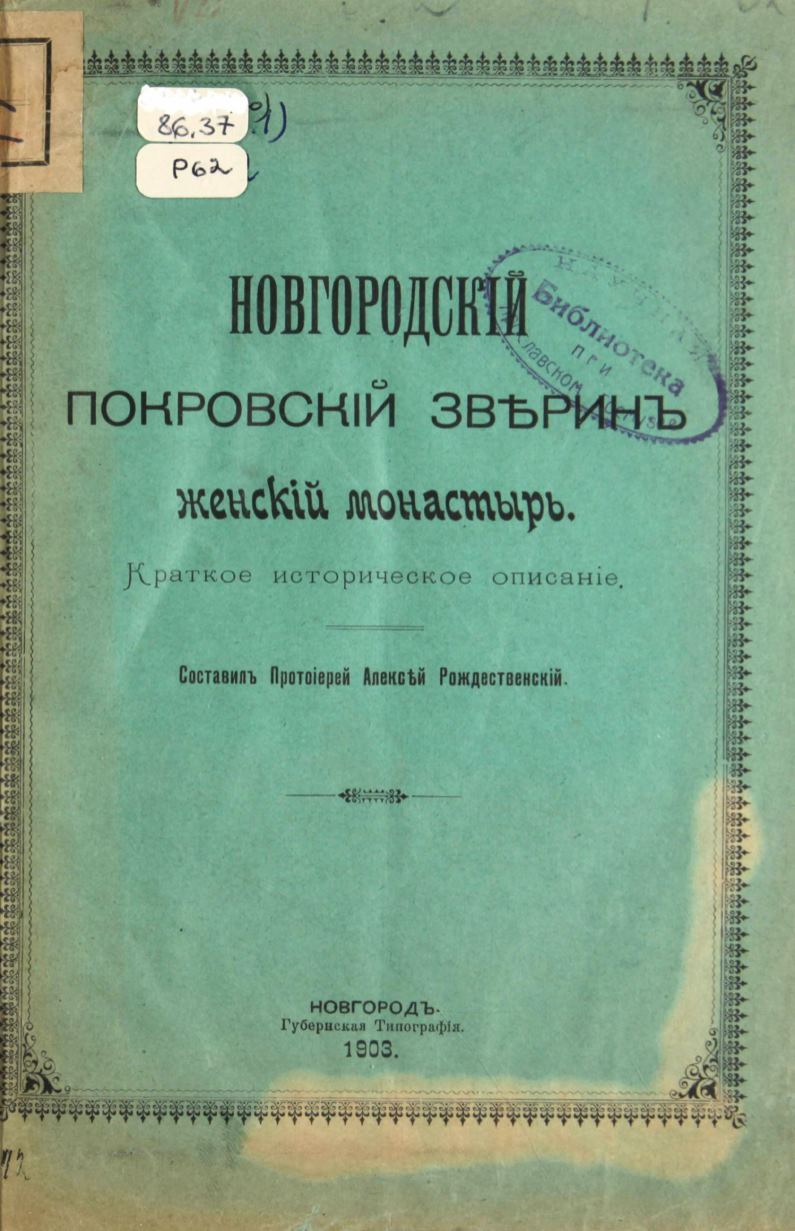 86.37
Р62
НОВГОРОДСКІЙ
Библиотека
при
ПОКРОВСКІЙ ЗВѢРИНЪ
женскій монастырь.
Краткое историческое описаніе.
Составилъ Протоіерей Алексѣй Рождественскій.
НОВГОРОДЪ.
Губернская Типографія.
1903.